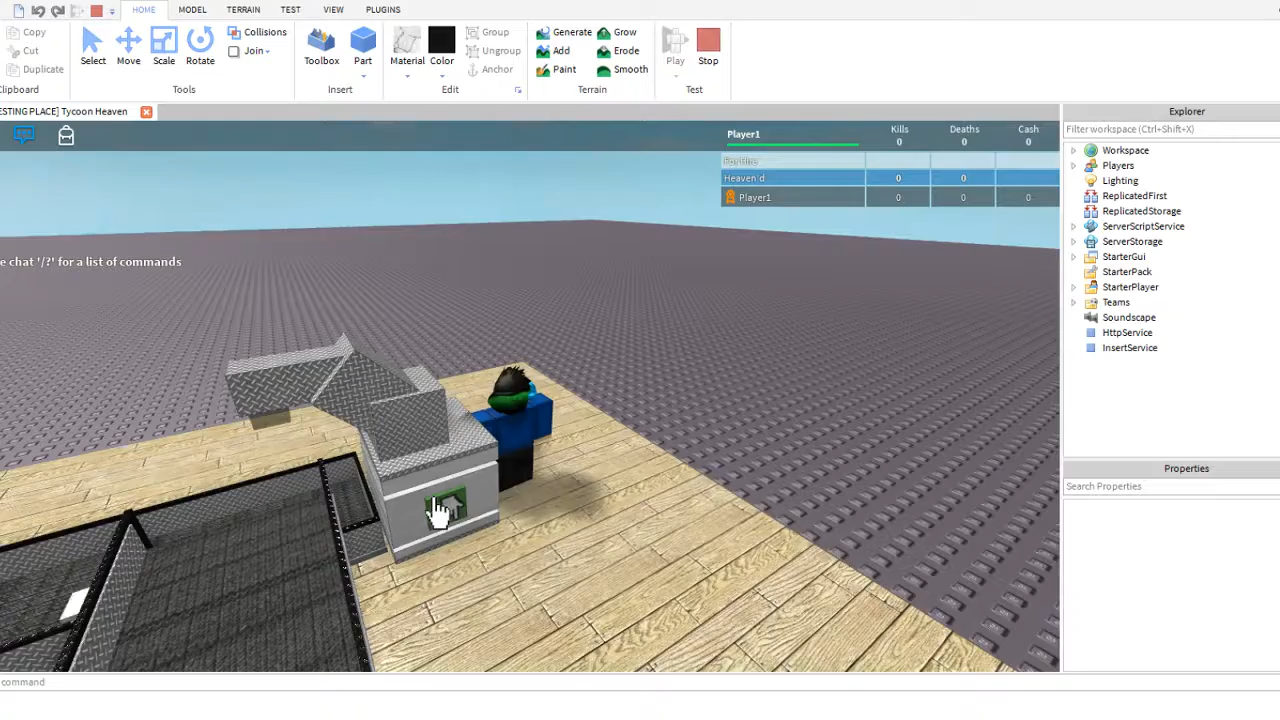 HOME MODEL TERRAIN TEST VIEW PLUGINS
Copy
Cut
Duplicate
Clipboard
Select Move Scale Rotate
Collisions
Join
Tools
Toolbox Part
Insert
Material Color
Group
Ungroup
Anchor
Edit
Generate Grow
Add Erode
Paint Smooth
Terrain
Play Stop
Test
ESTING PLACE] Tycoon Heaven
Player1 Kills Deaths Cash
0 0 0
For Hire
Heaven'd 0 0
Player1 0 0 0
e chat '/?' for a list of commands
Explorer
Filter workspace (Ctrl+Shift+X)
Workspace
Players
Lighting
ReplicatedFirst
ReplicatedStorage
ServerScriptService
ServerStorage
StarterGui
StarterPack
StarterPlayer
Teams
Soundscape
HttpService
InsertService
Properties
Search Properties
command